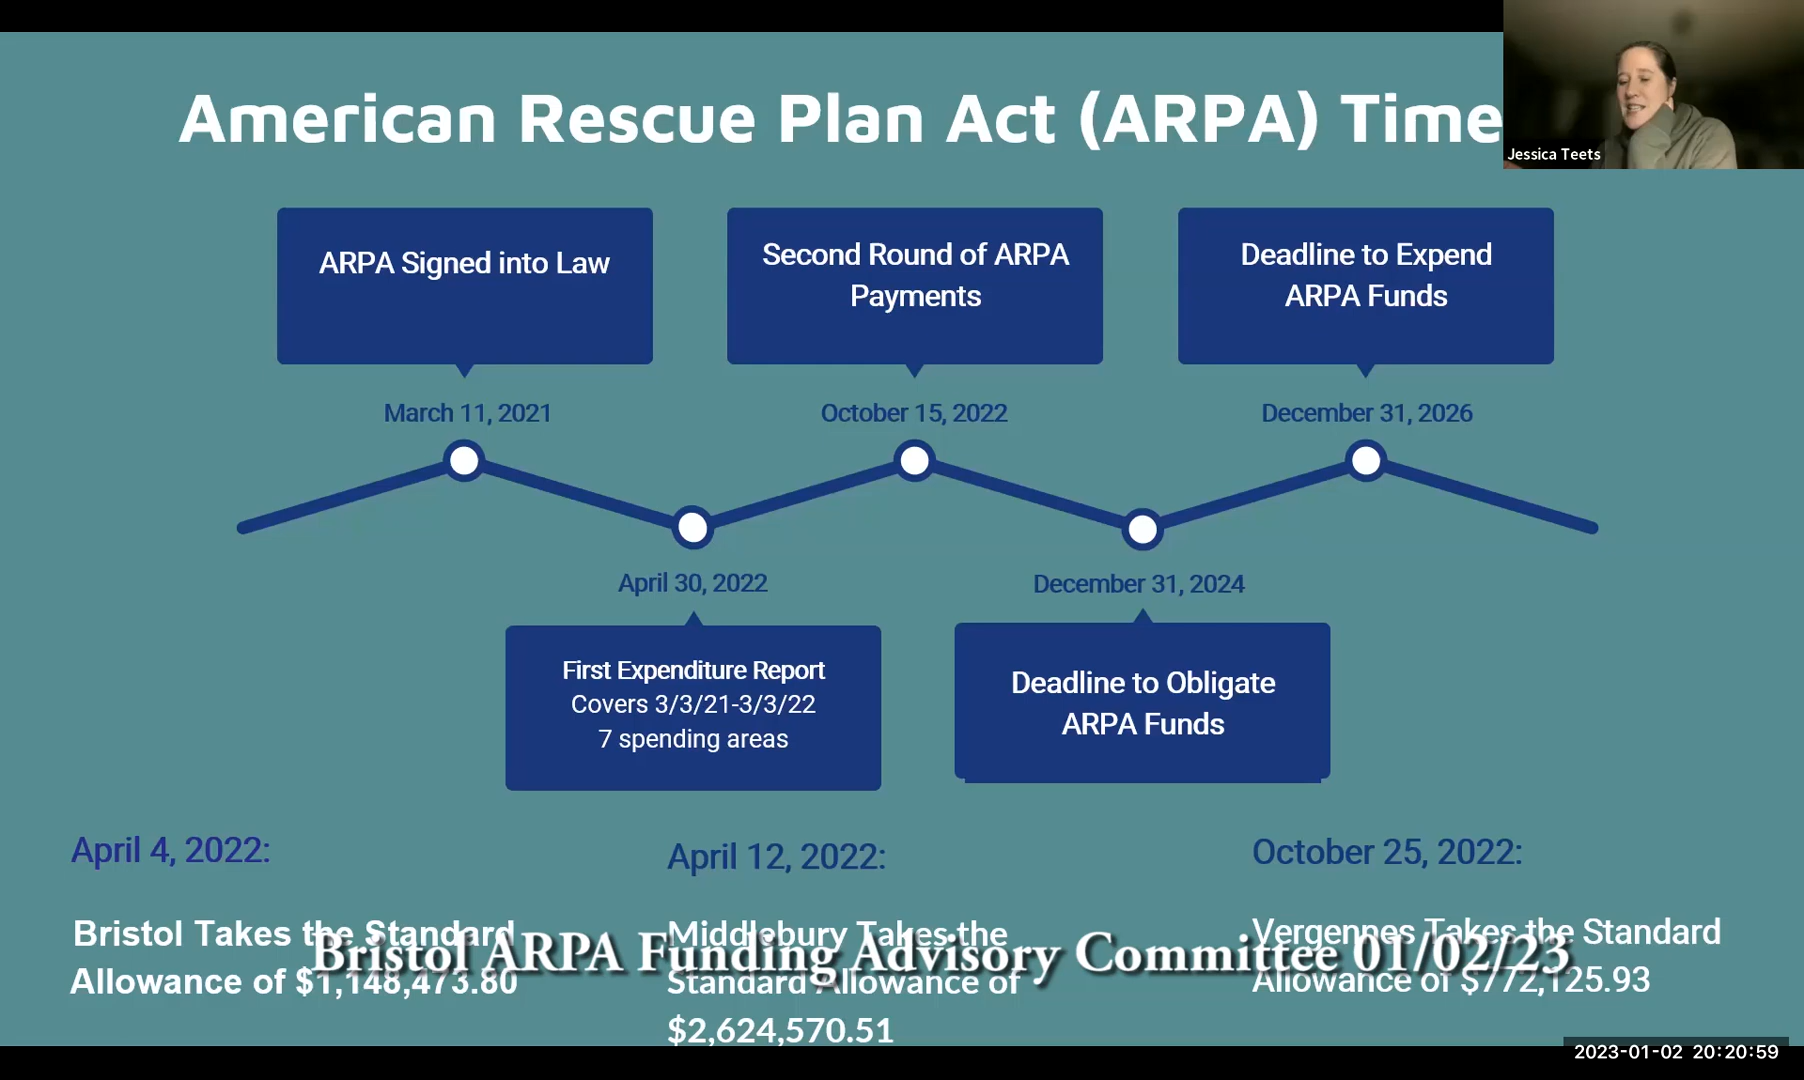 American Rescue Plan Act (ARPA) Time
Jessica Teets
ARPA Signed into Law
Second Round of ARPA
Payments
Deadline to Expend
ARPA Funds
March 11, 2021
October 15, 2022
December 31, 2026
April 30, 2022
December 31, 2024
First Expenditure Report
Covers 3/3/21-3/3/22
7 spending areas
Deadline to Obligate
ARPA Funds
April 4, 2022:
Bristol Takes the Standard
Allowance of $1,148,473.80
April 12, 2022:
Middlebury Takes the
Standard Allowance of
$2,624,570.51
October 25, 2022:
Vergennes Takes the Standard
Allowance of $772,125.93
Bristol ARPA Funding Advisory Committee 01/02/23
2023-01-02 20:20:59